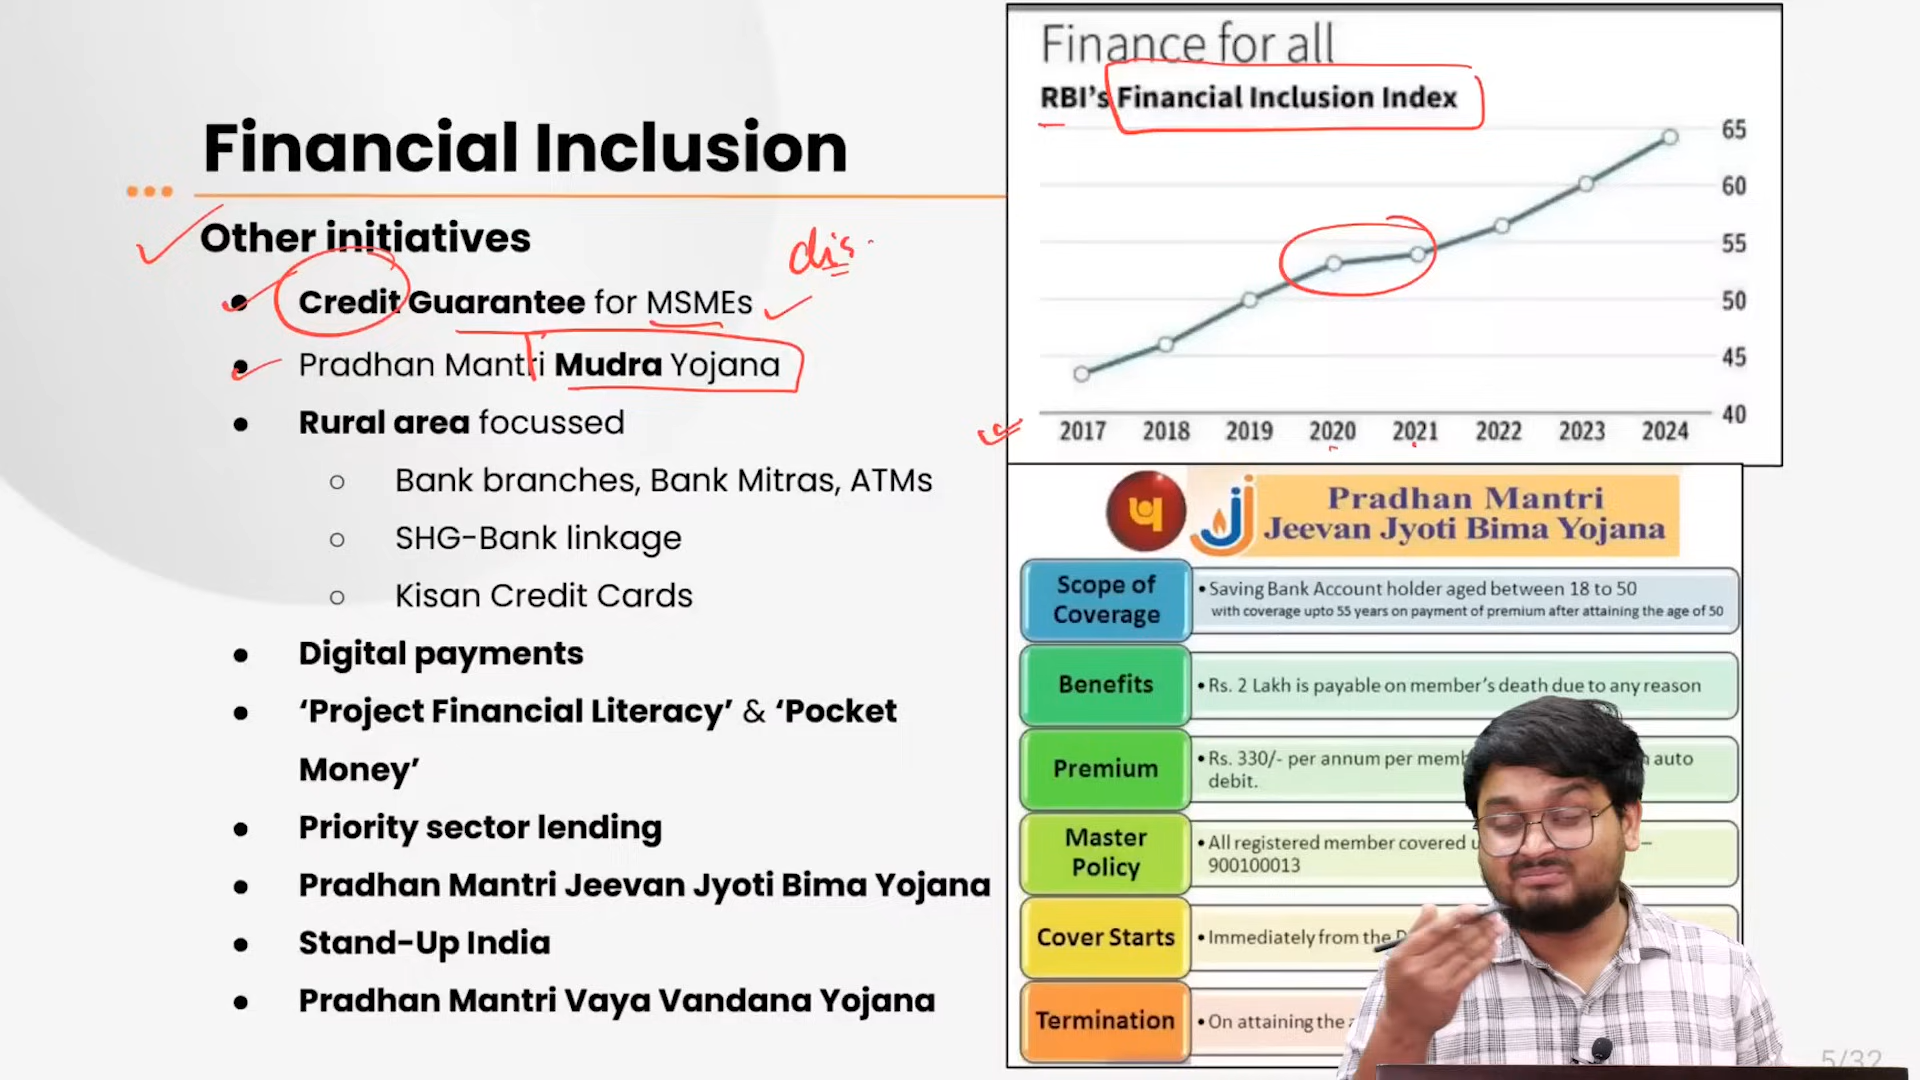 Financial Inclusion
Other initiatives
dis.
Credit Guarantee for MSMEs
Pradhan Mantri Mudra Yojana
Rural area focussed
Bank branches, Bank Mitras, ATMs
SHG-Bank linkage
Kisan Credit Cards
Digital payments
‘Project Financial Literacy’ & ‘Pocket
Money’
Priority sector lending
Pradhan Mantri Jeevan Jyoti Bima Yojana
Stand-Up India
Pradhan Mantri Vaya Vandana Yojana
Finance for all
RBI’s Financial Inclusion Index
65
60
55
50
45
40
2017 2018 2019 2020 2021 2022 2023 2024
Pradhan Mantri
Jeevan Jyoti Bima Yojana
Scope of
Coverage
• Saving Bank Account holder aged between 18 to 50
with coverage upto 55 years on payment of premium after attaining the age of 50
Benefits
• Rs. 2 Lakh is payable on member’s death due to any reason
Premium
• Rs. 330/- per annum per auto
debit.
Master
Policy
• All registered member covered –
900100013
Cover Starts
• Immediately from the
Termination
• On attaining the
5/32